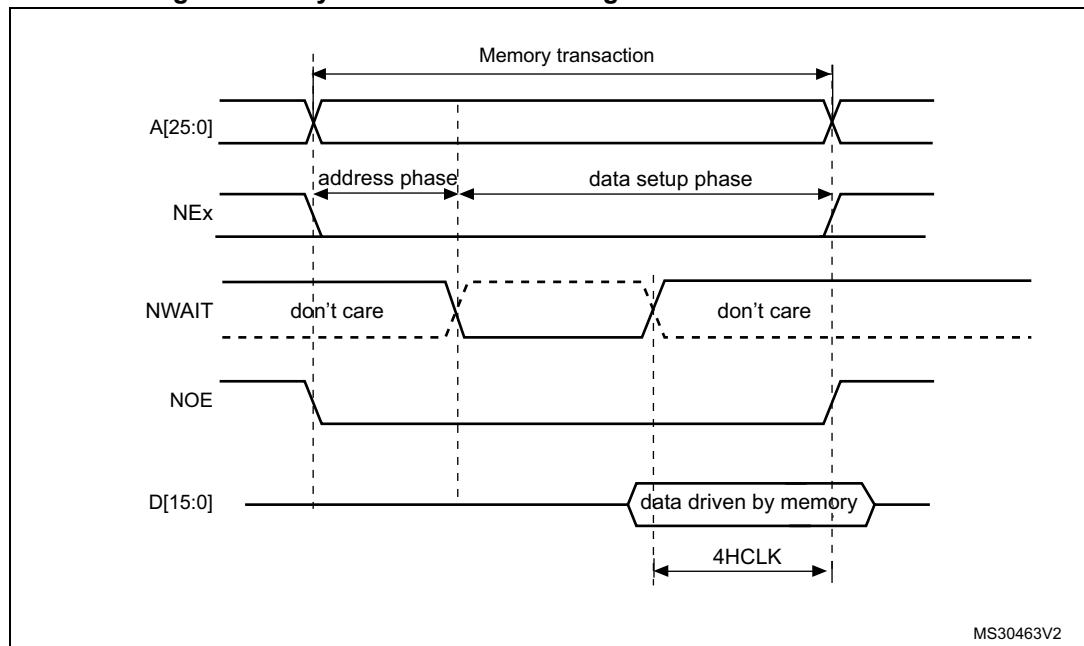 Memory transaction
A[25:0]
address phase
data setup phase
NEx
NWAIT
don't care
don't care
NOE
D[15:0]
data driven by memory
4HCLK
MS30463V2